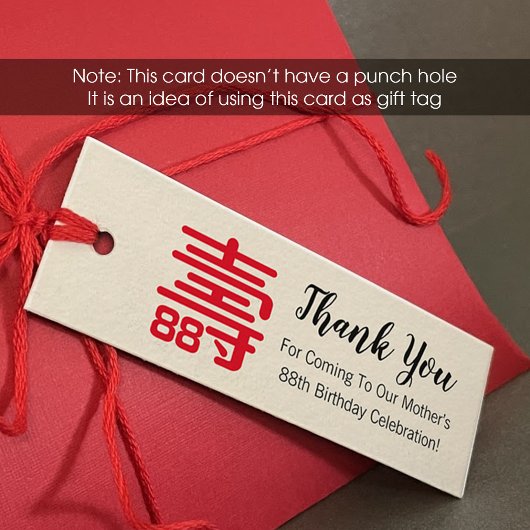 Note: This card doesn't have a punch hole
It is an idea of using this card as gift tag
壽
88
Thank You
For Coming To Our Mother's
88th Birthday Celebration!